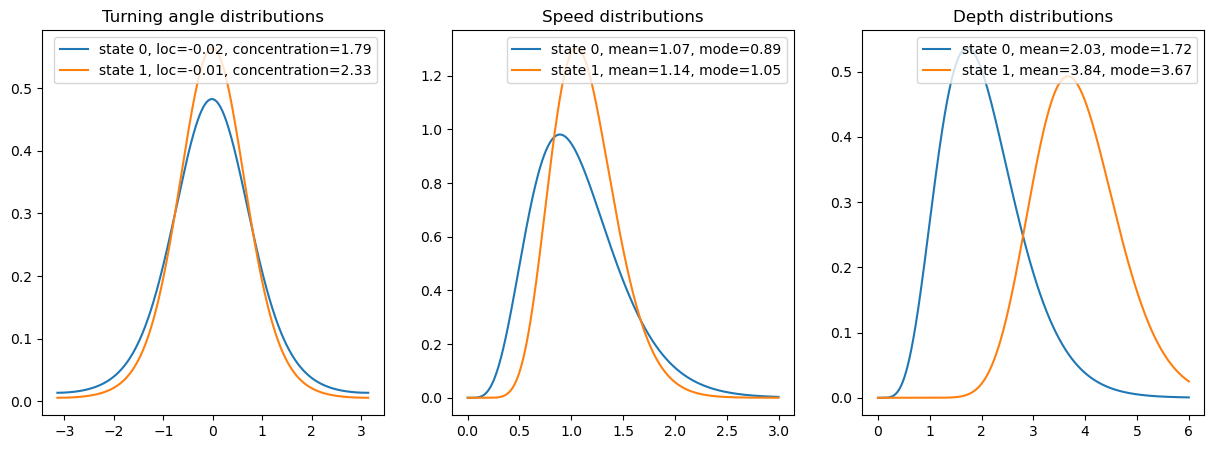 Turning angle distributions
state 0, loc=-0.02, concentration=1.79
state 1, loc=-0.01, concentration=2.33
0.5
0.4
0.3
0.2
0.1
0.0
−3 −2 −1 0 1 2 3
Speed distributions
state 0, mean=1.07, mode=0.89
state 1, mean=1.14, mode=1.05
1.2
1.0
0.8
0.6
0.4
0.2
0.0
0.0 0.5 1.0 1.5 2.0 2.5 3.0
Depth distributions
state 0, mean=2.03, mode=1.72
state 1, mean=3.84, mode=3.67
0.5
0.4
0.3
0.2
0.1
0.0
0 1 2 3 4 5 6